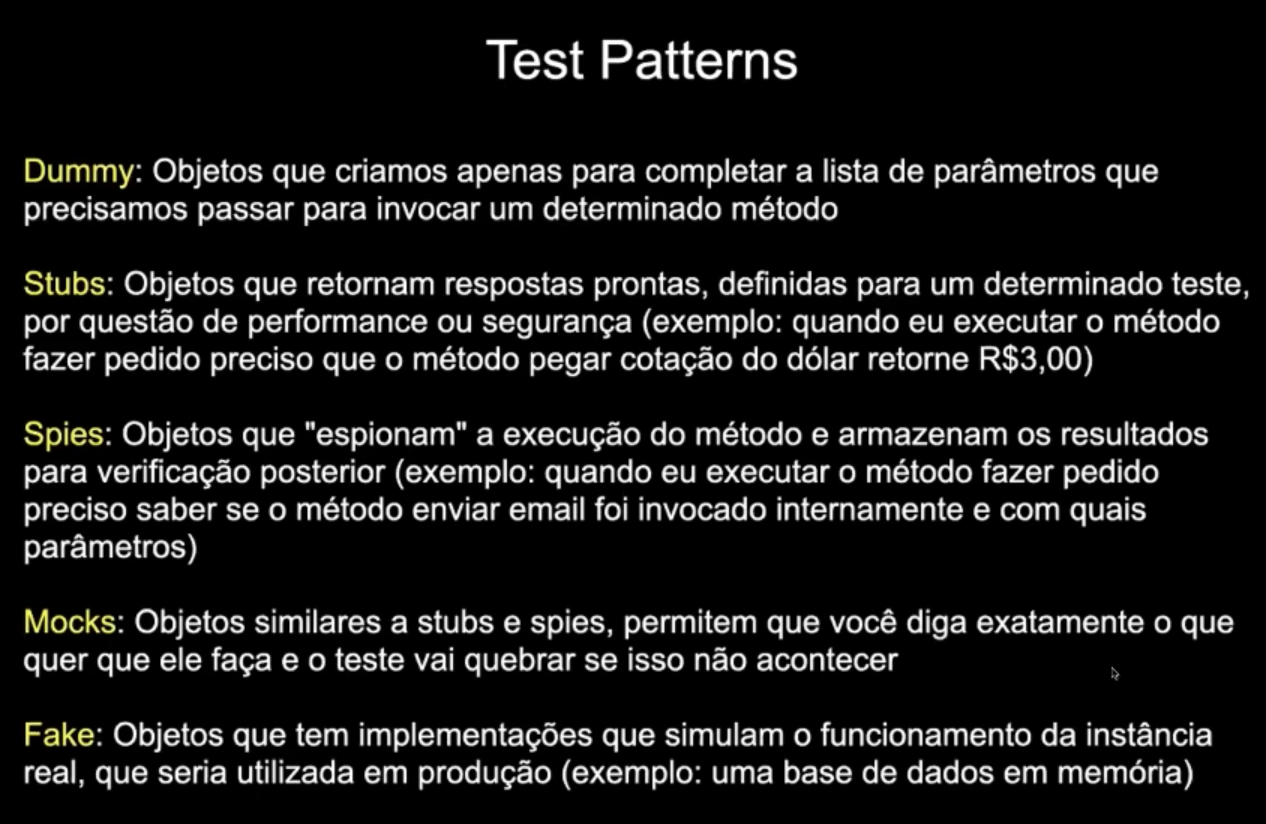 Test Patterns
Dummy: Objetos que criamos apenas para completar a lista de parâmetros que
precisamos passar para invocar um determinado método
Stubs: Objetos que retornam respostas prontas, definidas para um determinado teste,
por questão de performance ou segurança (exemplo: quando eu executar o método
fazer pedido preciso que o método pegar cotação do dólar retorne R$3,00)
Spies: Objetos que "espionam" a execução do método e armazenam os resultados
para verificação posterior (exemplo: quando eu executar o método fazer pedido
preciso saber se o método enviar email foi invocado internamente e com quais
parâmetros)
Mocks: Objetos similares a stubs e spies, permitem que você diga exatamente o que
quer que ele faça e o teste vai quebrar se isso não acontecer
Fake: Objetos que tem implementações que simulam o funcionamento da instância
real, que seria utilizada em produção (exemplo: uma base de dados em memória)